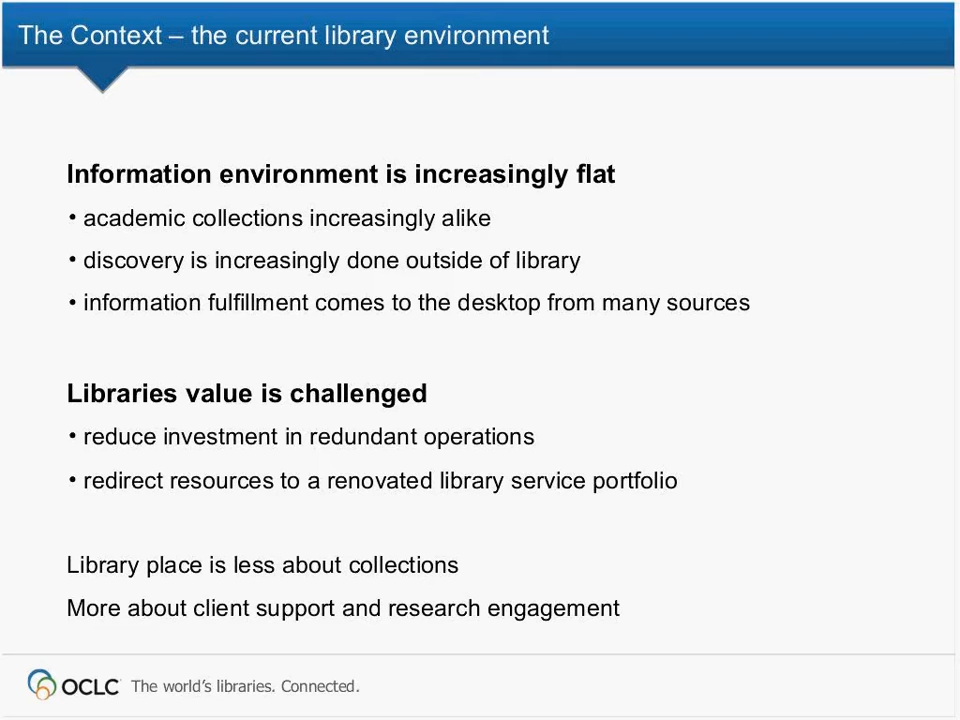 The Context – the current library environment
Information environment is increasingly flat
• academic collections increasingly alike
• discovery is increasingly done outside of library
• information fulfillment comes to the desktop from many sources
Libraries value is challenged
• reduce investment in redundant operations
• redirect resources to a renovated library service portfolio
Library place is less about collections
More about client support and research engagement
OCLC The world’s libraries. Connected.